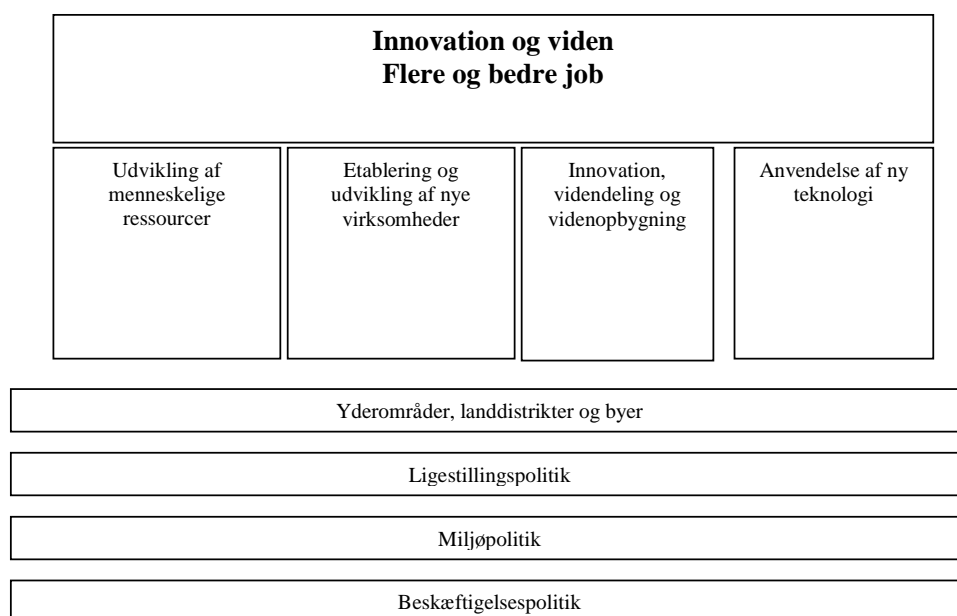 Innovation og viden
Flere og bedre job
Udvikling af
menneskelige
ressourcer
Etablering og
udvikling af nye
virksomheder
Innovation,
videndeling og
videnopbygning
Anvendelse af ny
teknologi
Yderområder, landdistrikter og byer
Ligestillingspolitik
Miljøpolitik
Beskæftigelsespolitik